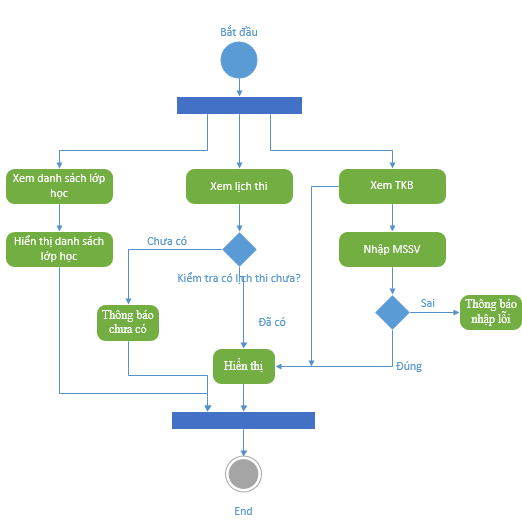 Bắt đầu
Xem danh sách lớp
học
Xem lịch thi
Xem TKB
Hiển thị danh sách
lớp học
Chưa có
Nhập MSSV
Kiểm tra có lịch thi chưa?
Thông báo
chưa có
Đã có
Sai
Thông báo
nhập lỗi
Hiển thị
Đúng
End